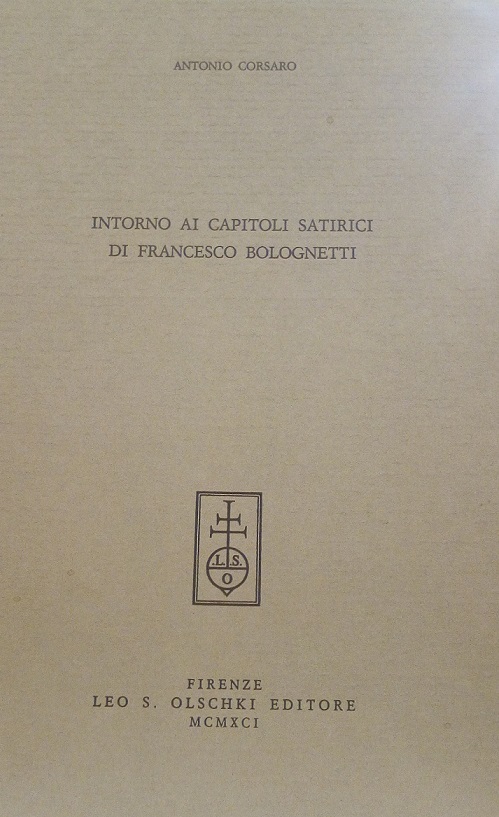 ANTONIO CORSARO
INTORNO AI CAPITOLI SATIRICI
DI FRANCESCO BOLOGNETTI
.L.S.
O
FIRENZE
LEO S. OLSCHKI EDITORE
MCMXCI